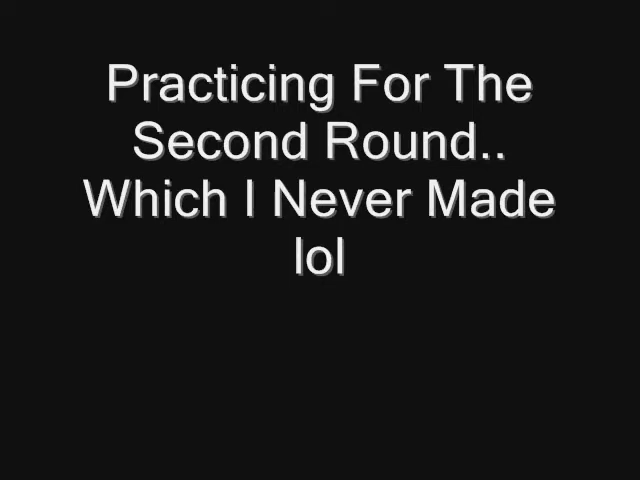 Practicing For The
Second Round..
Which I Never Made
lol